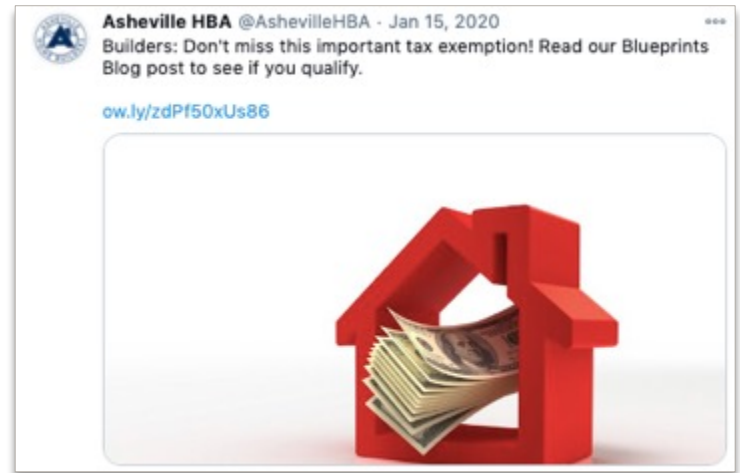 Asheville HBA @AshevilleHBA · Jan 15, 2020
Builders: Don't miss this important tax exemption! Read our Blueprints
Blog post to see if you qualify.
ow.ly/zdPf50xUs86